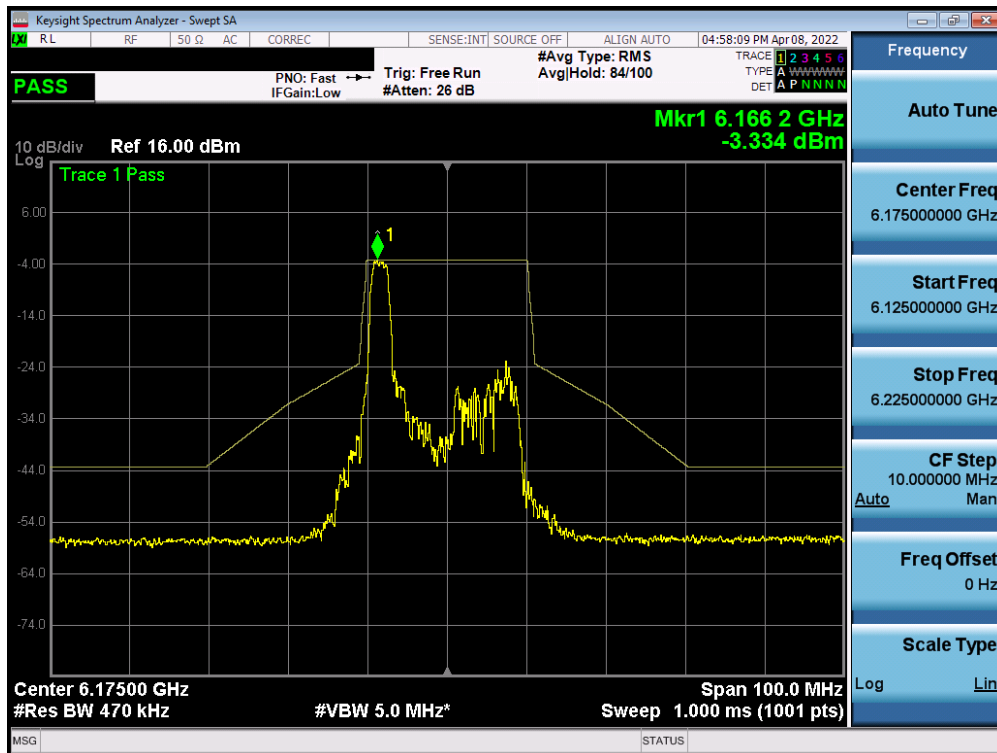 Keysight Spectrum Analyzer - Swept SA
LXI RL RF 50 Ω AC CORREC SENSE:INT SOURCE OFF ALIGN AUTO 04:58:09 PM Apr 08, 2022
PASS
PNO: Fast
IFGain:Low
Trig: Free Run
#Atten: 26 dB
#Avg Type: RMS
Avg|Hold: 84/100
TRACE 1 2 3 4 5 6
TYPE A WWWWW
DET A P N N N N
Mkr1 6.166 2 GHz
-3.334 dBm
10 dB/div Ref 16.00 dBm
Log
Trace 1 Pass
1
6.00
-4.00
-14.0
-24.0
-34.0
-44.0
-54.0
-64.0
-74.0
Center 6.17500 GHz Span 100.0 MHz
#Res BW 470 kHz #VBW 5.0 MHz* Sweep 1.000 ms (1001 pts)
MSG STATUS
Frequency
Auto Tune
Center Freq
6.175000000 GHz
Start Freq
6.125000000 GHz
Stop Freq
6.225000000 GHz
CF Step
10.000000 MHz
Auto Man
Freq Offset
0 Hz
Scale Type
Log Lin